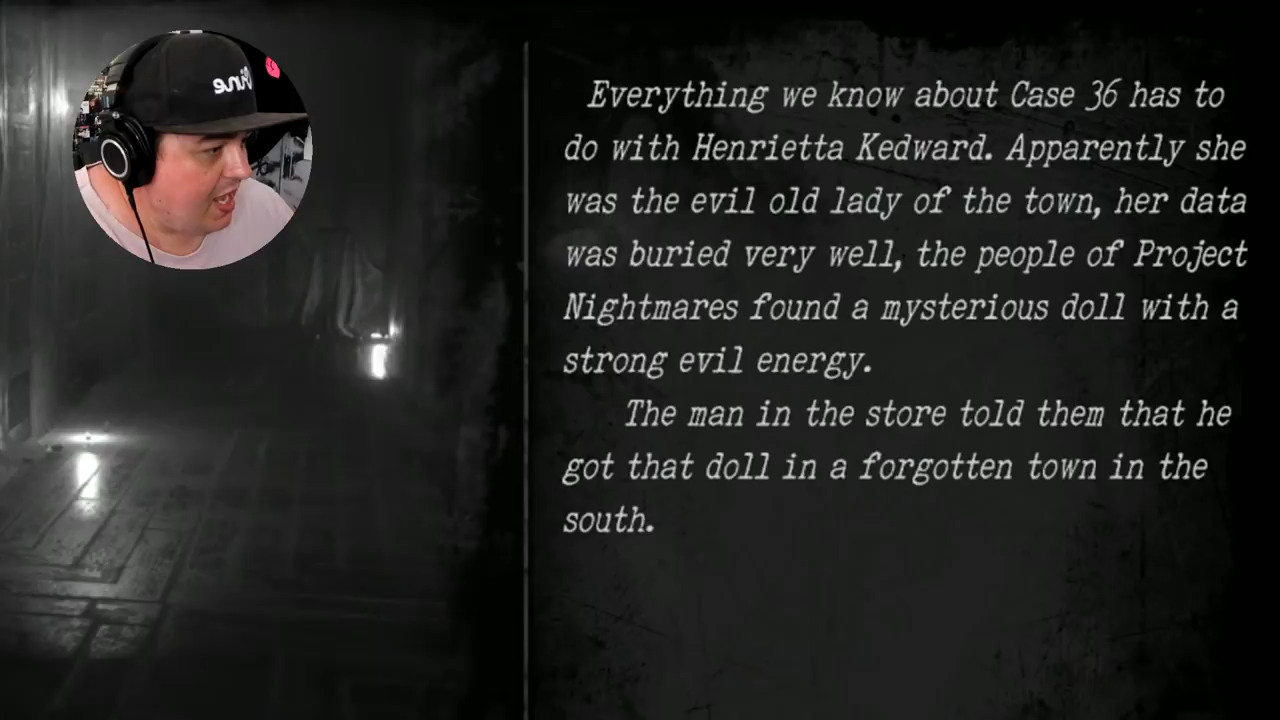 Everything we know about Case 36 has to
do with Henrietta Kedward. Apparently she
was the evil old lady of the town, her data
was buried very well, the people of Project
Nightmares found a mysterious doll with a
strong evil energy.
The man in the store told them that he
got that doll in a forgotten town in the
south.